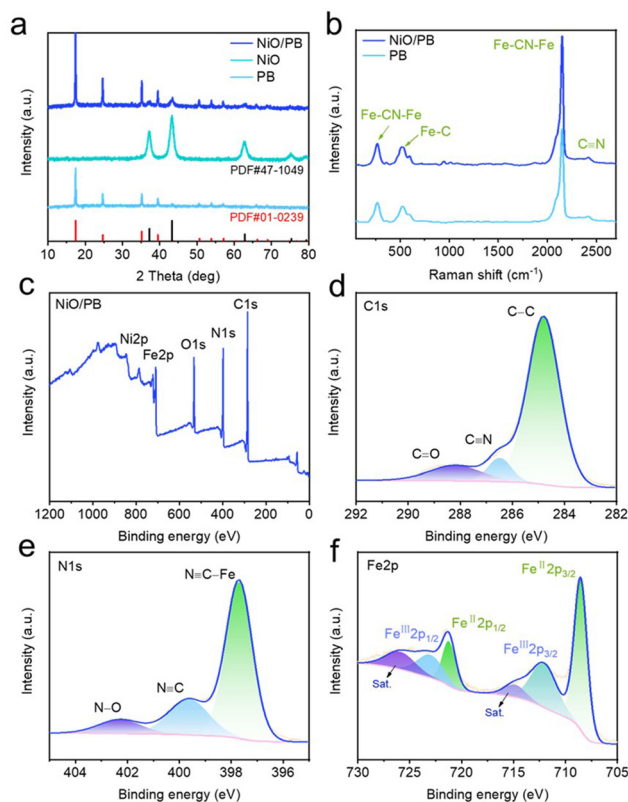 a
NiO/PB
NiO
PB
PDF#47-1049
PDF#01-0239
Intensity (a.u.)
10 20 30 40 50 60 70 80
2 Theta (deg)
b
NiO/PB
PB
Fe-CN-Fe
Fe-CN-Fe
Fe-C
C≡N
Intensity (a.u.)
500 1000 1500 2000 2500
Raman shift (cm⁻¹)
c
NiO/PB
C1s
N1s
O1s
Ni2p
Fe2p
Intensity (a.u.)
1200 1000 800 600 400 200 0
Binding energy (eV)
d
C1s
C–C
C≡N
C=O
Intensity (a.u.)
292 290 288 286 284 282
Binding energy (eV)
e
N1s
N≡C–Fe
N≡C
N–O
Intensity (a.u.)
404 402 400 398 396
Binding energy (eV)
f
Fe2p
Feᴵᴵ2p₃/₂
Feᴵᴵ2p₁/₂
Feᴵᴵᴵ2p₁/₂
Feᴵᴵᴵ2p₃/₂
Sat.
Sat.
Intensity (a.u.)
730 725 720 715 710 705
Binding energy (eV)